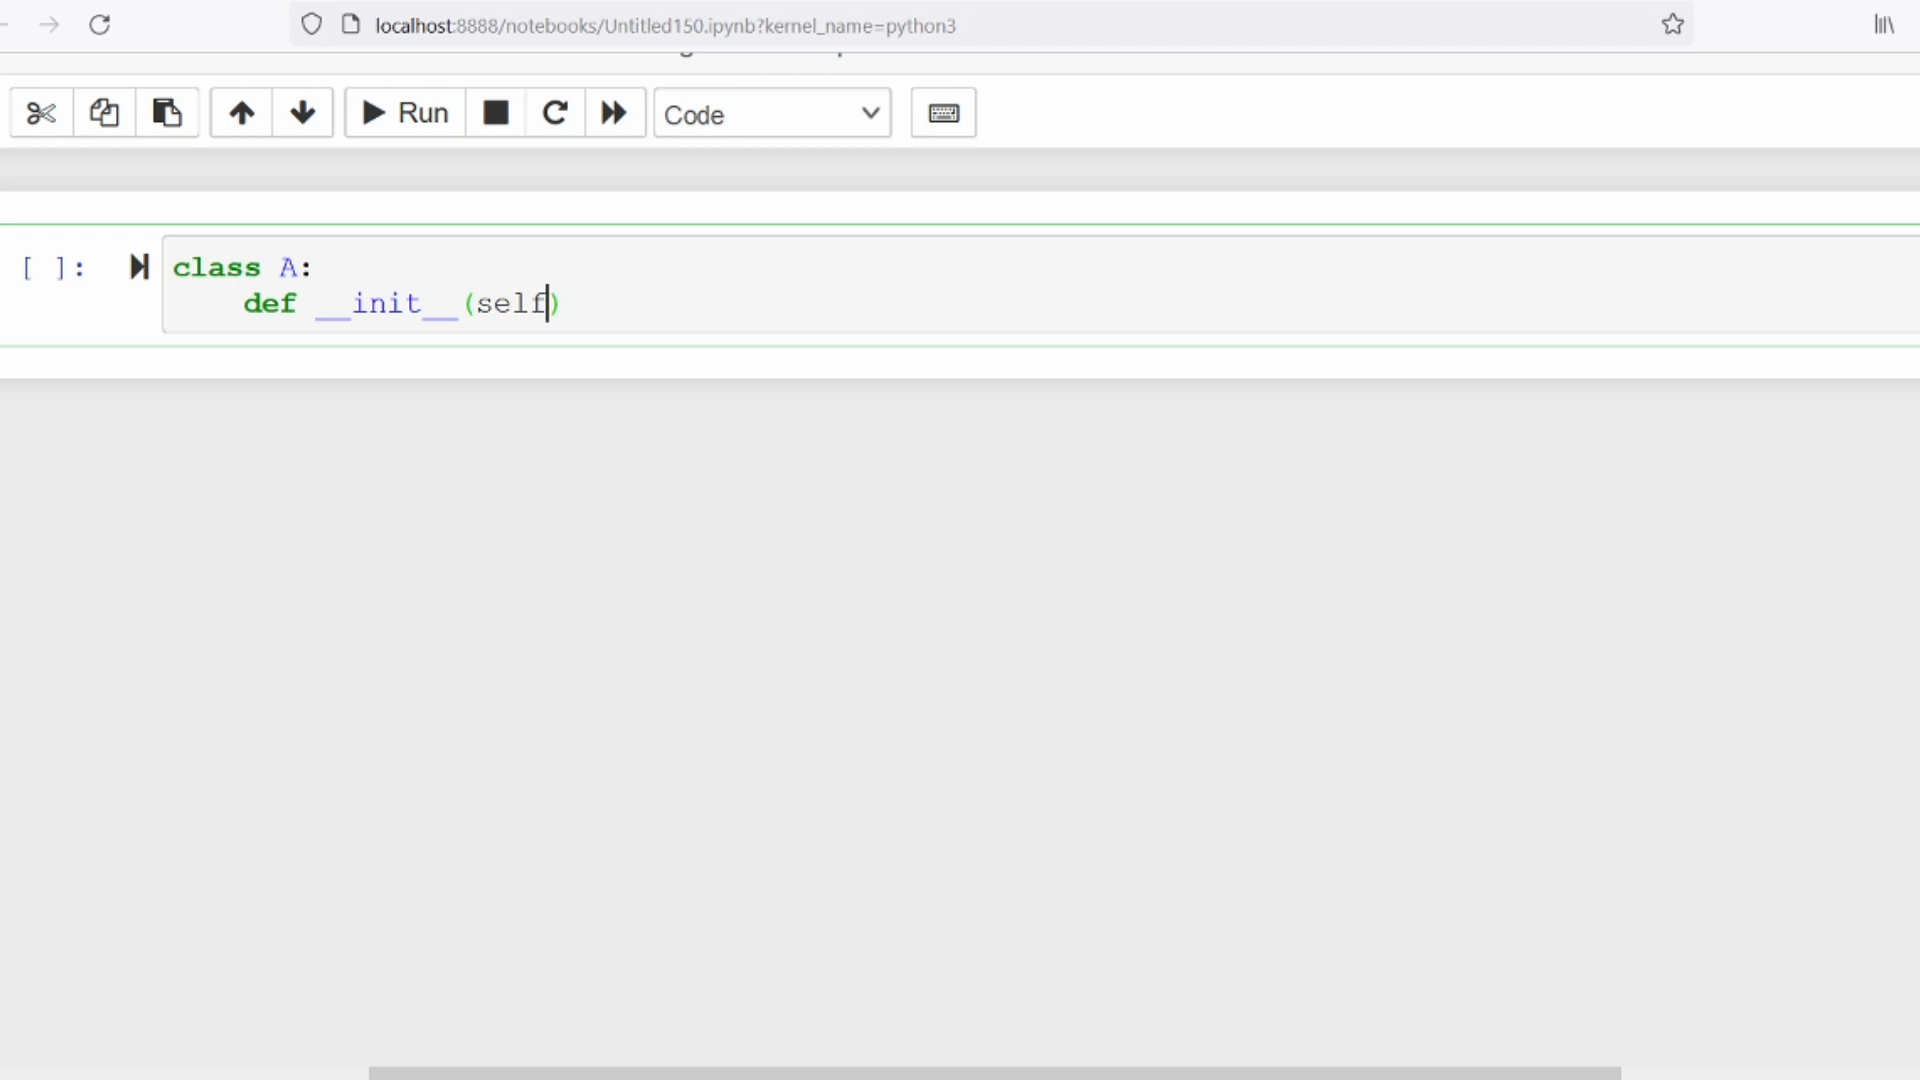 localhost:8888/notebooks/Untitled150.ipynb?kernel_name=python3
Run
Code
[ ]:
class A:
    def __init__(self)